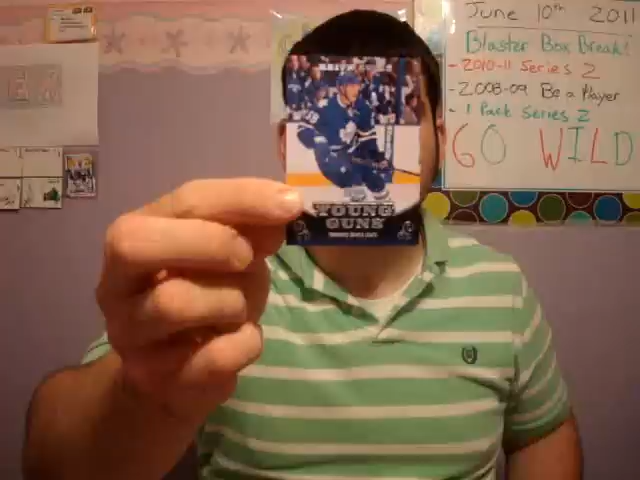 June 10th 2011
Blaster Box Break!
- 2010-11 Series 2
- 2008-09 Be a Player
- 1 Pack Series 2
GO WILD
YOUNG
GUNS